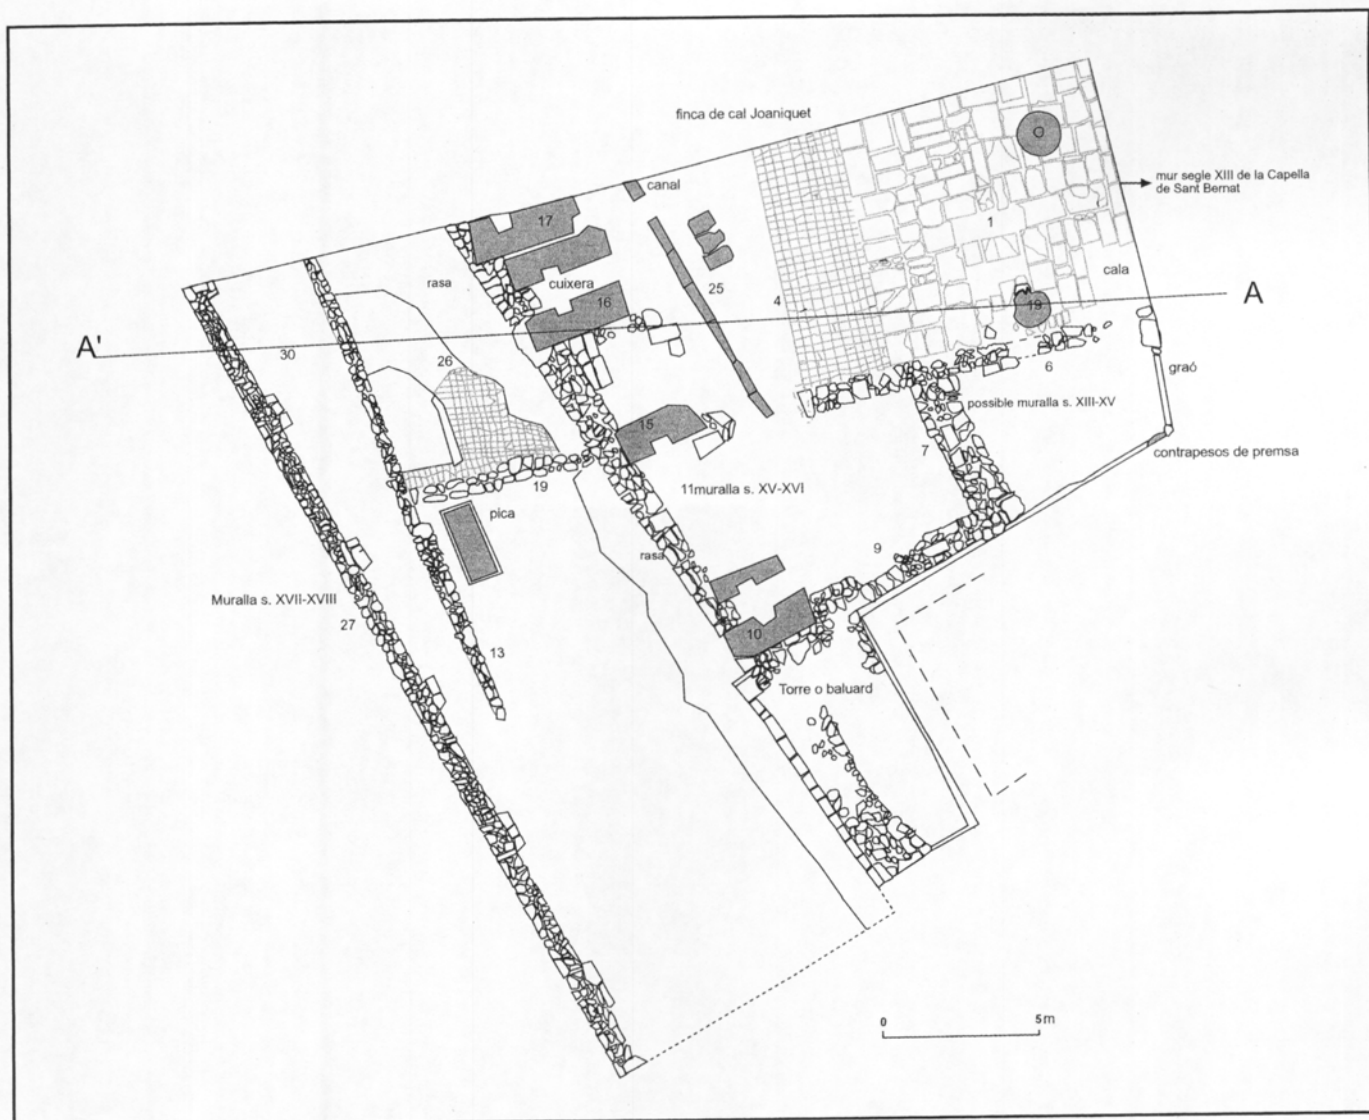 finca de cal Joaniquet
mur segle XIII de la Capella
de Sant Bernat
canal
17
1
rasa
cuixera
cala
16
25
4
18
A
A'
30
26
6
graó
possible muralla s. XIII-XV
15
7
contrapesos de premsa
19
11muralla s. XV-XVI
pica
9
rasa
Muralla s. XVII-XVIII
27
10
13
Torre o baluard
0
5m